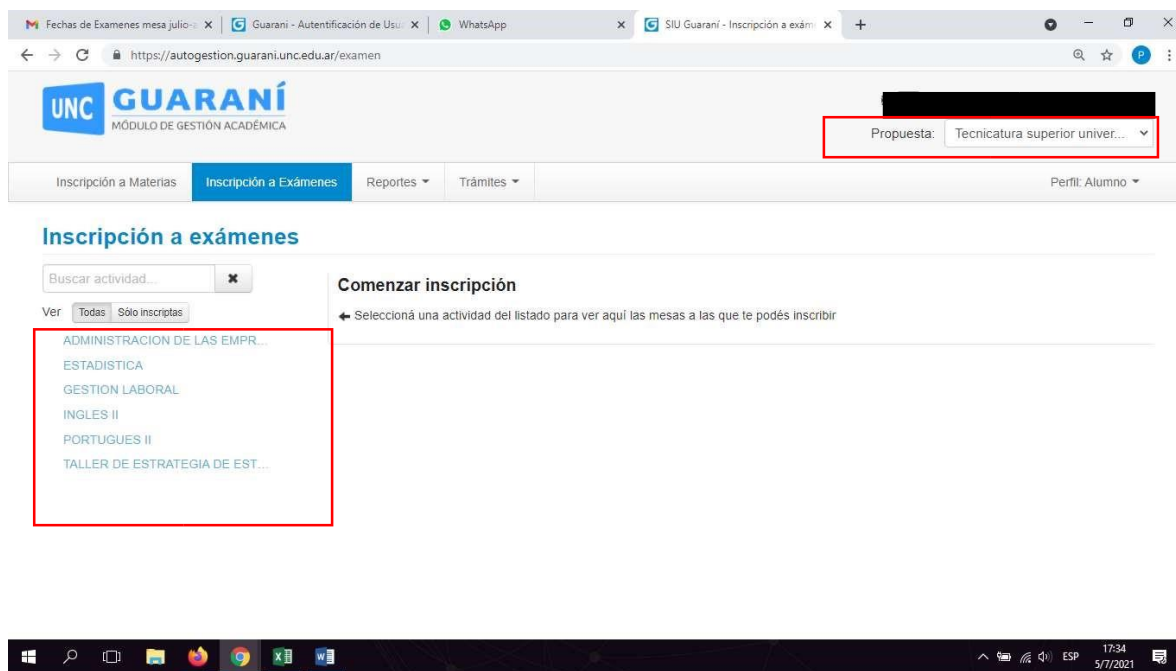 Fechas de Examenes mesa julio-a
Guarani - Autentificación de Usu
WhatsApp
SIU Guaraní - Inscripción a exám
https://autogestion.guarani.unc.edu.ar/examen
P
UNC GUARANÍ
MÓDULO DE GESTIÓN ACADÉMICA
Propuesta: Tecnicatura superior univer...
Inscripción a Materias Inscripción a Exámenes Reportes Trámites Perfil: Alumno
Inscripción a exámenes
Buscar actividad...
Comenzar inscripción
Ver Todas Sólo inscriptas
Seleccioná una actividad del listado para ver aquí las mesas a las que te podés inscribir
ADMINISTRACION DE LAS EMPR...
ESTADISTICA
GESTION LABORAL
INGLES II
PORTUGUES II
TALLER DE ESTRATEGIA DE EST...
ESP
17:34
5/7/2021